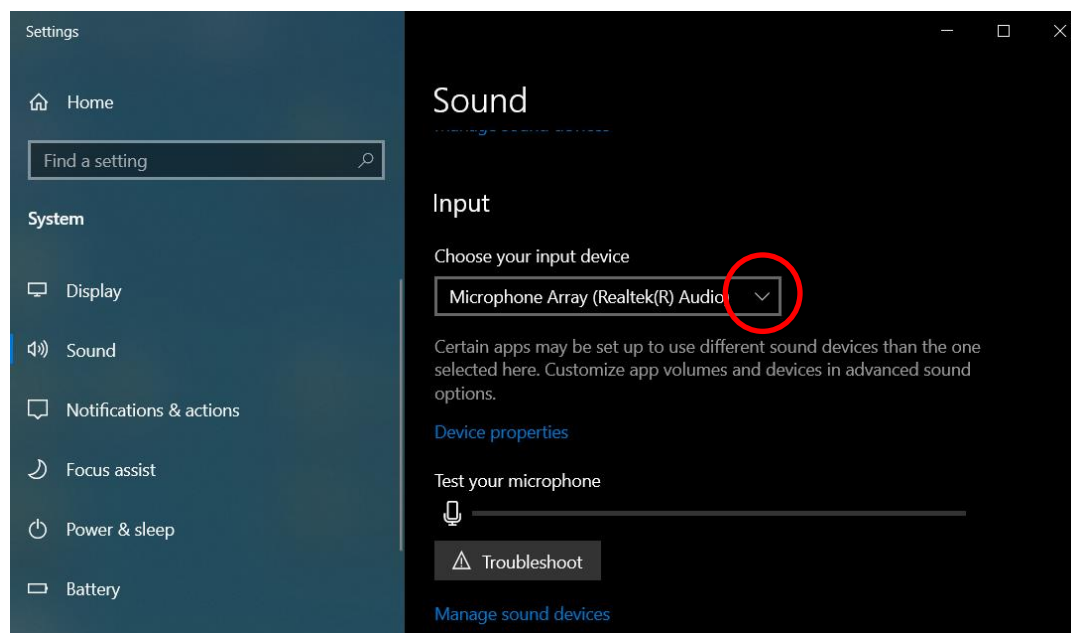 Settings
Home
Find a setting
System
Display
Sound
Notifications & actions
Focus assist
Power & sleep
Battery
Sound
Manage sound devices
Input
Choose your input device
Microphone Array (Realtek(R) Audio)
Certain apps may be set up to use different sound devices than the one
selected here. Customize app volumes and devices in advanced sound
options.
Device properties
Test your microphone
Troubleshoot
Manage sound devices